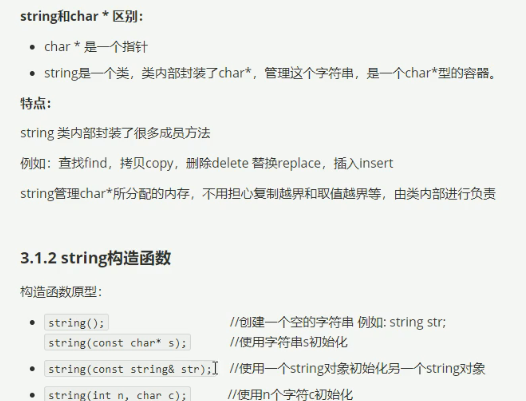 string和char * 区别：
• char * 是一个指针
• string是一个类，类内部封装了char*，管理这个字符串，是一个char*型的容器。
特点：
string 类内部封装了很多成员方法
例如：查找find，拷贝copy，删除delete 替换replace，插入insert
string管理char*所分配的内存，不用担心复制越界和取值越界等，由类内部进行负责
3.1.2 string构造函数
构造函数原型：
• string(); //创建一个空的字符串 例如: string str;
string(const char* s); //使用字符串s初始化
• string(const string& str); //使用一个string对象初始化另一个string对象
• string(int n, char c); //使用n个字符c初始化